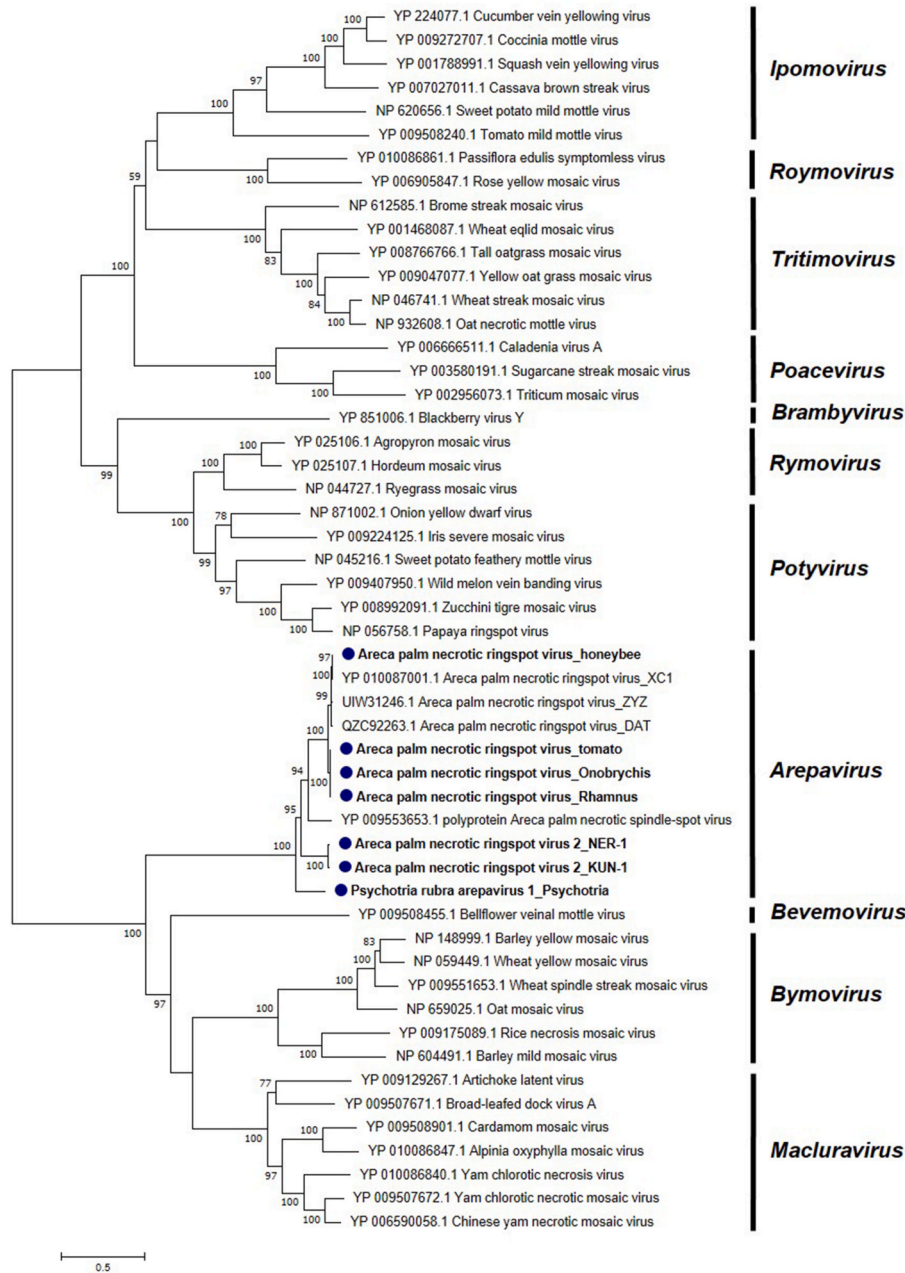 YP 224077.1 Cucumber vein yellowing virus
100
100
YP 009272707.1 Coccinia mottle virus
100
YP 001788991.1 Squash vein yellowing virus
Ipomovirus
97
YP 007027011.1 Cassava brown streak virus
100
NP 620656.1 Sweet potato mild mottle virus
YP 009508240.1 Tomato mild mottle virus
YP 010086861.1 Passiflora edulis symptomless virus
Roymovirus
59
100
YP 006905847.1 Rose yellow mosaic virus
NP 612585.1 Brome streak mosaic virus
100
YP 001468087.1 Wheat eqlid mosaic virus
83
YP 008766766.1 Tall oatgrass mosaic virus
Tritimovirus
100
100
YP 009047077.1 Yellow oat grass mosaic virus
84
NP 046741.1 Wheat streak mosaic virus
100
NP 932608.1 Oat necrotic mottle virus
YP 006666511.1 Caladenia virus A
100
YP 003580191.1 Sugarcane streak mosaic virus
Poacevirus
100
YP 002956073.1 Triticum mosaic virus
YP 851006.1 Blackberry virus Y
Brambyvirus
YP 025106.1 Agropyron mosaic virus
100
99
100
YP 025107.1 Hordeum mosaic virus
Rymovirus
NP 044727.1 Ryegrass mosaic virus
100
78
NP 871002.1 Onion yellow dwarf virus
YP 009224125.1 Iris severe mosaic virus
99
NP 045216.1 Sweet potato feathery mottle virus
Potyvirus
97
YP 009407950.1 Wild melon vein banding virus
100
YP 008992091.1 Zucchini tigre mosaic virus
100
NP 056758.1 Papaya ringspot virus
97
Areca palm necrotic ringspot virus_honeybee
100
YP 010087001.1 Areca palm necrotic ringspot virus_XC1
99
UIW31246.1 Areca palm necrotic ringspot virus_ZYZ
QZC92263.1 Areca palm necrotic ringspot virus_DAT
100
Areca palm necrotic ringspot virus_tomato
94
Areca palm necrotic ringspot virus_Onobrychis
Arepavirus
100
Areca palm necrotic ringspot virus_Rhamnus
95
YP 009553653.1 polyprotein Areca palm necrotic spindle-spot virus
Areca palm necrotic ringspot virus 2_NER-1
100
100
Areca palm necrotic ringspot virus 2_KUN-1
Psychotria rubra arepavirus 1_Psychotria
YP 009508455.1 Bellflower veinal mottle virus
Bevemovirus
100
83
NP 148999.1 Barley yellow mosaic virus
100
NP 059449.1 Wheat yellow mosaic virus
100
YP 009551653.1 Wheat spindle streak mosaic virus
Bymovirus
97
100
NP 659025.1 Oat mosaic virus
YP 009175089.1 Rice necrosis mosaic virus
100
NP 604491.1 Barley mild mosaic virus
77
YP 009129267.1 Artichoke latent virus
YP 009507671.1 Broad-leafed dock virus A
100
YP 009508901.1 Cardamom mosaic virus
100
YP 010086847.1 Alpinia oxyphylla mosaic virus
Macluravirus
97
YP 010086840.1 Yam chlorotic necrosis virus
100
YP 009507672.1 Yam chlorotic necrotic mosaic virus
100
YP 006590058.1 Chinese yam necrotic mosaic virus
0.5